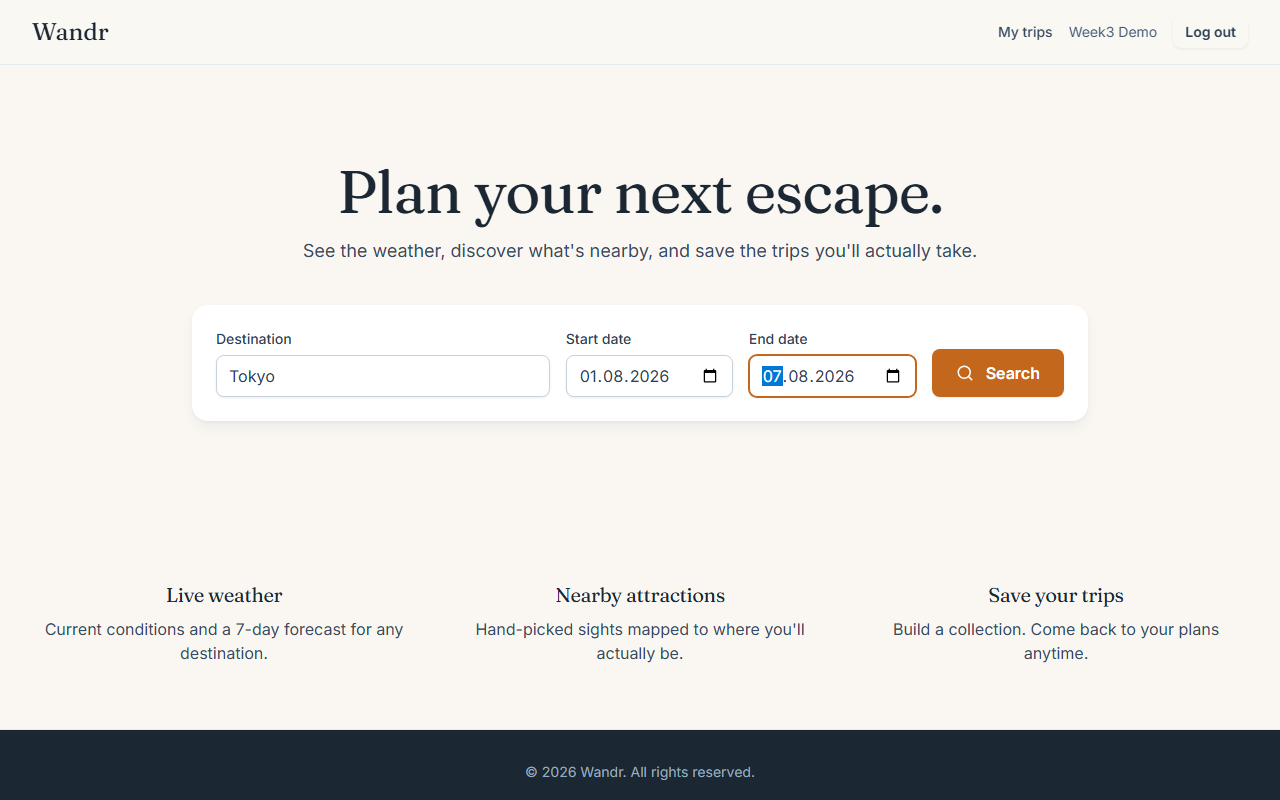 Wandr
My trips Week3 Demo Log out
Plan your next escape.
See the weather, discover what's nearby, and save the trips you'll actually take.
Destination Start date End date
Tokyo 01.08.2026 07.08.2026 Search
Live weather
Current conditions and a 7-day forecast for any
destination.
Nearby attractions
Hand-picked sights mapped to where you'll
actually be.
Save your trips
Build a collection. Come back to your plans
anytime.
© 2026 Wandr. All rights reserved.